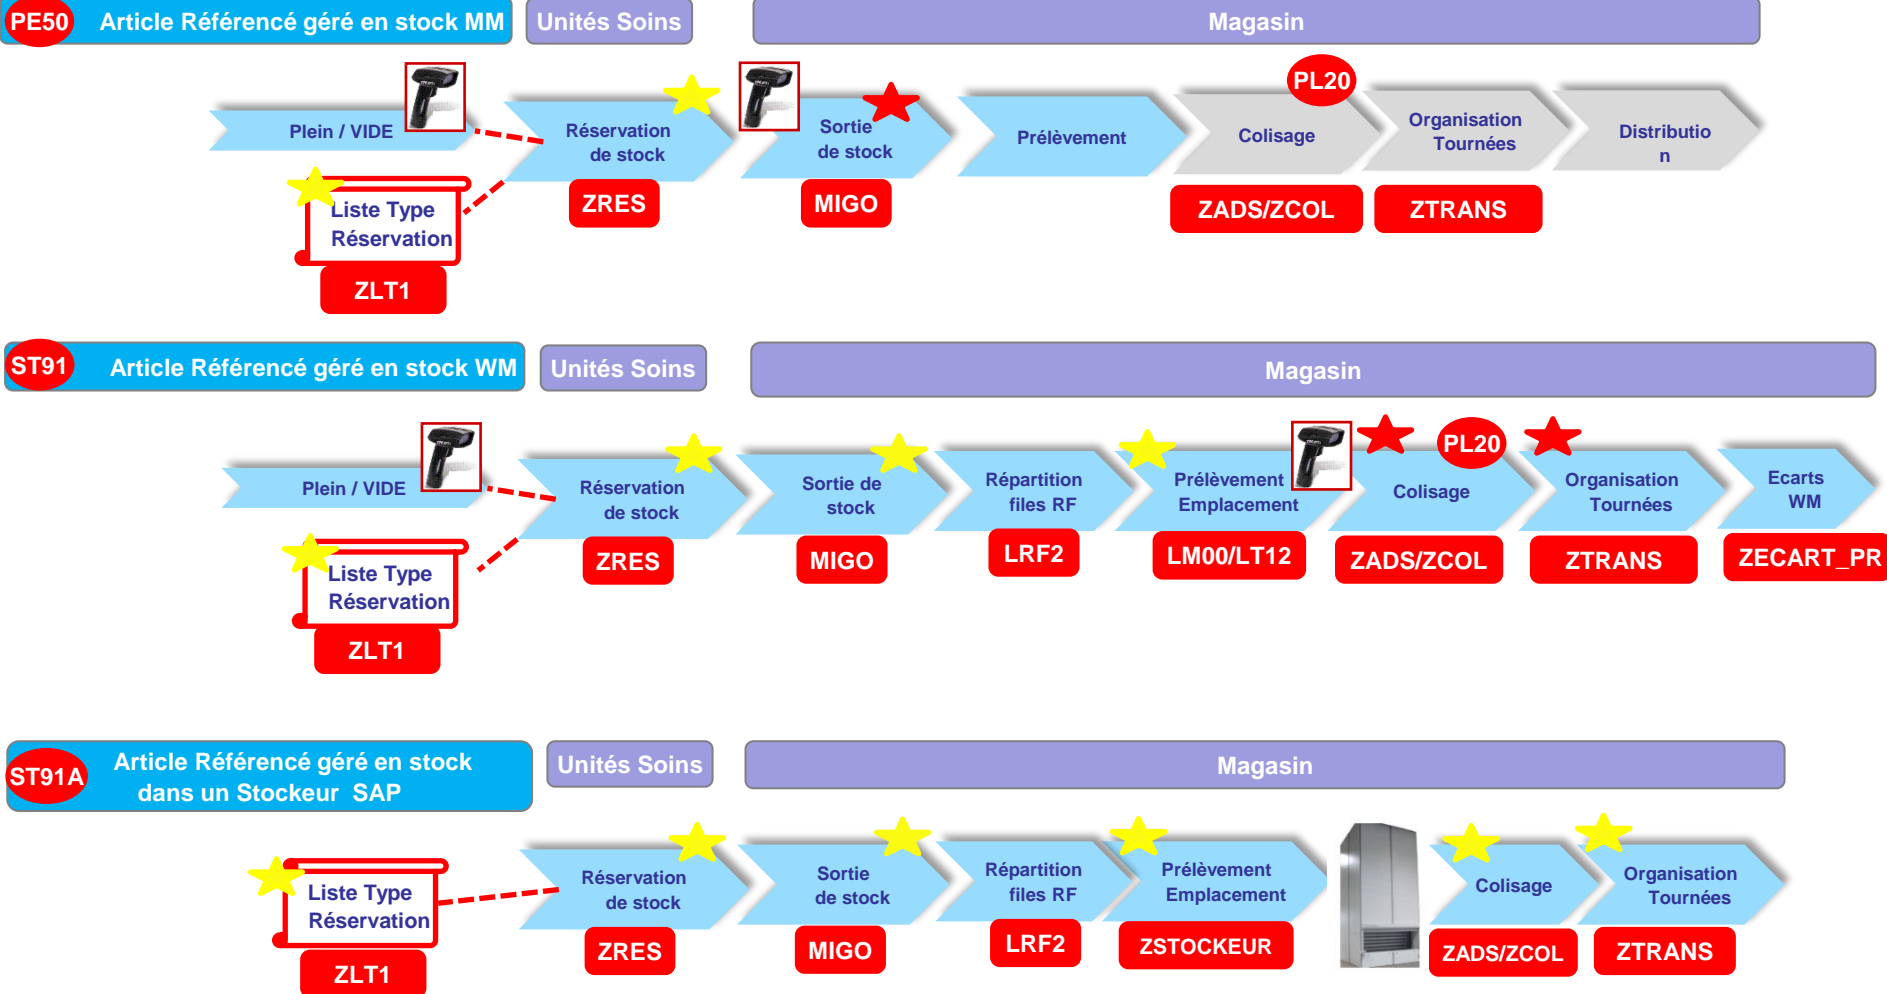 PE50
Article Référencé géré en stock MM
Unités Soins
Magasin
PL20
Plein / VIDE
Réservation
de stock
Sortie
de stock
Prélèvement
Colisage
Organisation
Tournées
Distributio
n
Liste Type
Réservation
ZRES
MIGO
ZADS/ZCOL
ZTRANS
ZLT1
ST91
Article Référencé géré en stock WM
Unités Soins
Magasin
PL20
Plein / VIDE
Réservation
de stock
Sortie de
stock
Répartition
files RF
Prélèvement
Emplacement
Colisage
Organisation
Tournées
Ecarts
WM
Liste Type
Réservation
ZRES
MIGO
LRF2
LM00/LT12
ZADS/ZCOL
ZTRANS
ZECART_PR
ZLT1
ST91A
Article Référencé géré en stock
dans un Stockeur SAP
Unités Soins
Magasin
Liste Type
Réservation
Réservation
de stock
Sortie
de stock
Répartition
files RF
Prélèvement
Emplacement
Colisage
Organisation
Tournées
ZLT1
ZRES
MIGO
LRF2
ZSTOCKEUR
ZADS/ZCOL
ZTRANS